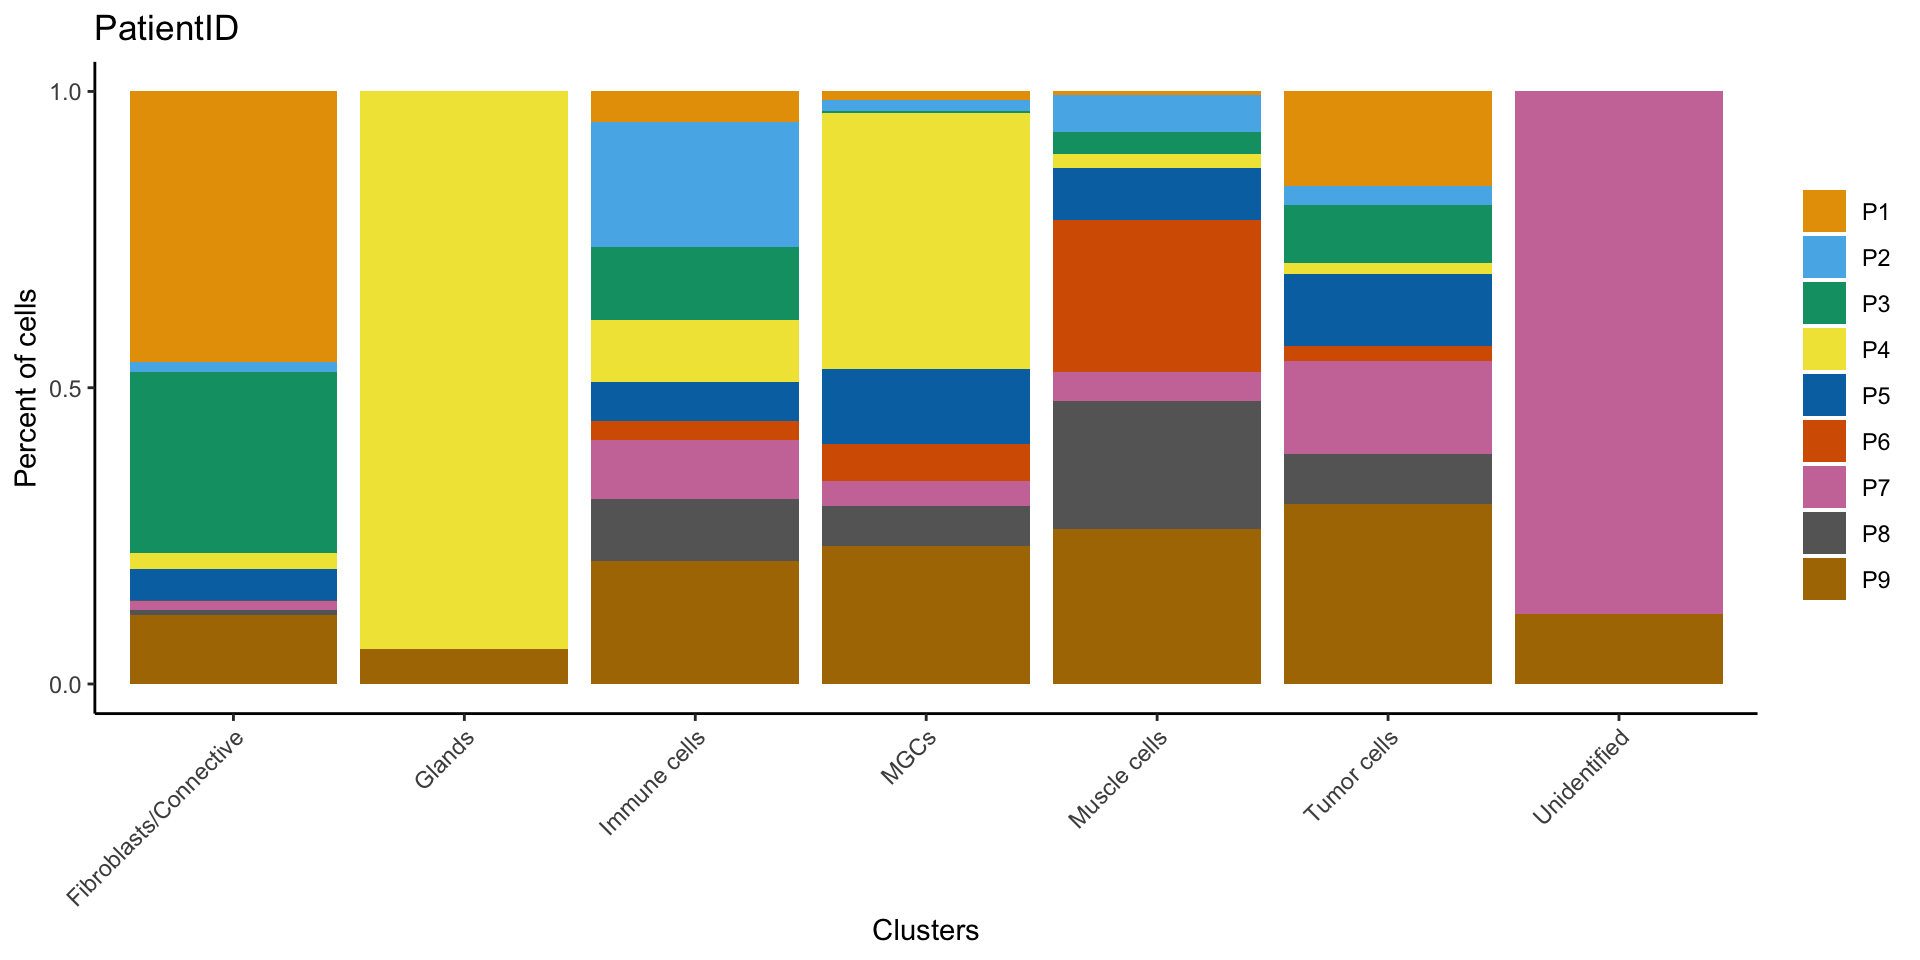 PatientID
Percent of cells
1.0
0.5
0.0
Fibroblasts/Connective
Glands
Immune cells
MGCs
Muscle cells
Tumor cells
Unidentified
Clusters
P1
P2
P3
P4
P5
P6
P7
P8
P9